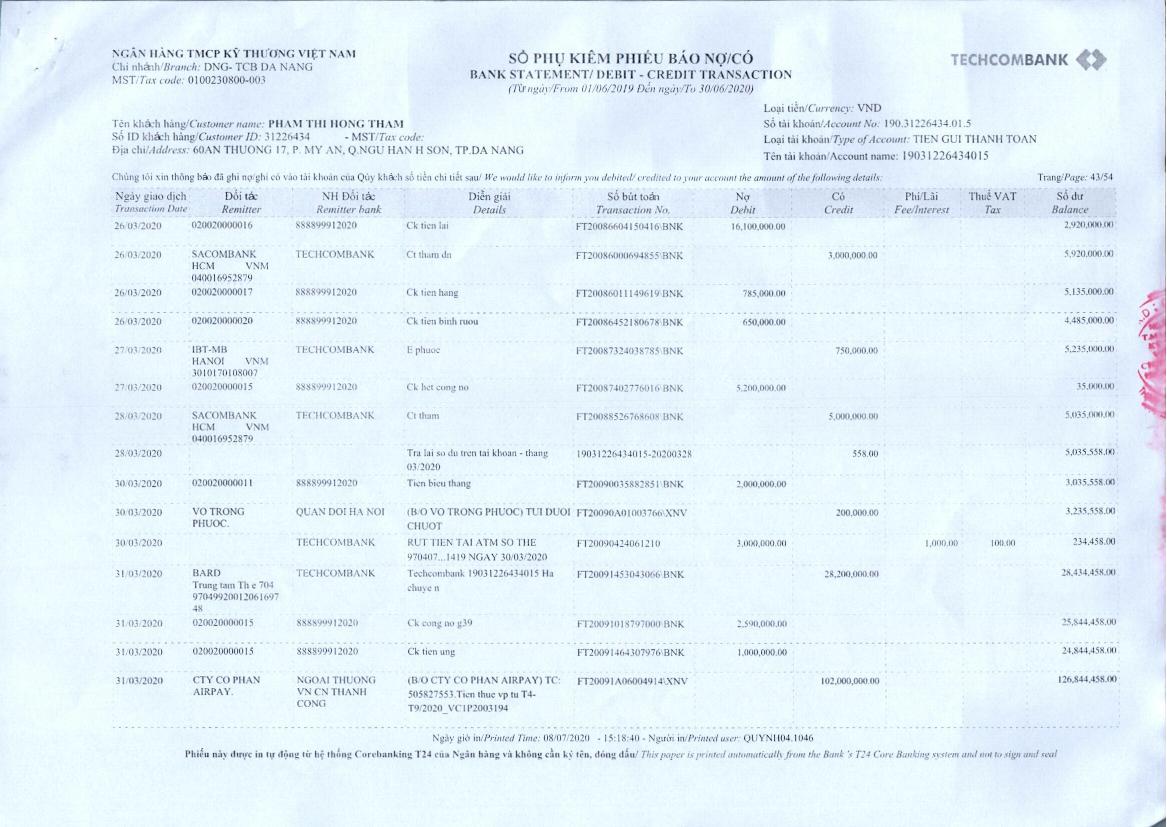 NGÂN HÀNG TMCP KỸ THƯƠNG VIỆT NAM
Chi nhánh/Branch: DNG- TCB DA NANG
MST/Tax code: 0100230800-003
SỔ PHỤ KIÊM PHIẾU BÁO NỢ/CÓ
BANK STATEMENT/ DEBIT - CREDIT TRANSACTION
(Từ ngày/From 01/06/2019 Đến ngày/To 30/06/2020)
TECHCOMBANK
Loại tiền/Currency: VND
Số tài khoản/Account No: 190.31226434.01.5
Loại tài khoản/Type of Account: TIEN GUI THANH TOAN
Tên tài khoản/Account name: 19031226434015
Tên khách hàng/Customer name: PHAM THI HONG THAM
Số ID khách hàng/Customer ID: 31226434 - MST/Tax code:
Địa chỉ/Address: 60AN THUONG 17, P. MY AN, Q.NGU HAN H SON, TP.DA NANG
Chúng tôi xin thông báo đã ghi nợ/ghi có vào tài khoản của Qúy khách số tiền chi tiết sau/ We would like to inform you debited/ credited to your account the amount of the following details:
Trang/Page: 43/54
Ngày giao dịch Đối tác NH Đối tác Diễn giải Số bút toán Nợ Có Phí/Lãi Thuế VAT Số dư
Transaction Date Remitter Remitter bank Details Transaction No. Debit Credit Fee/Interest Tax Balance
26/03/2020 020020000016 888899912020 Ck tien lai FT20086604150416\BNK 16,100,000.00 2,920,000.00
26/03/2020 SACOMBANK TECHCOMBANK Ct tham dn FT20086000694855\BNK 3,000,000.00 5,920,000.00
HCM VNM
040016952879
26/03/2020 020020000017 888899912020 Ck tien hang FT20086011149619\BNK 785,000.00 5,135,000.00
26/03/2020 020020000020 888899912020 Ck tien binh ruou FT20086452180678\BNK 650,000.00 4,485,000.00
27/03/2020 IBT-MB TECHCOMBANK E phuoc FT20087324038785\BNK 750,000.00 5,235,000.00
HANOI VNM
3010170108007
27/03/2020 020020000015 888899912020 Ck het cong no FT20087402776016\BNK 5,200,000.00 35,000.00
28/03/2020 SACOMBANK TECHCOMBANK Ct tham FT20088526768608\BNK 5,000,000.00 5,035,000.00
HCM VNM
040016952879
28/03/2020 Tra lai so du tren tai khoan - thang 19031226434015-20200328 558.00 5,035,558.00
03/2020
30/03/2020 020020000011 888899912020 Tien bieu thang FT20090035882851\BNK 2,000,000.00 3,035,558.00
30/03/2020 VO TRONG QUAN DOI HA NOI (B/O VO TRONG PHUOC) TUI DUOI FT20090A01003766\XNV 200,000.00 3,235,558.00
PHUOC. CHUOT
30/03/2020 TECHCOMBANK RUT TIEN TAI ATM SO THE FT20090424061210 3,000,000.00 1,000.00 100.00 234,458.00
970407...1419 NGAY 30/03/2020
31/03/2020 BARD TECHCOMBANK Techcombank 19031226434015 Ha FT20091453043066\BNK 28,200,000.00 28,434,458.00
Trung tam Th e 704 chuye n
97049920012061697
48
31/03/2020 020020000015 888899912020 Ck cong no g39 FT20091018797000\BNK 2,590,000.00 25,844,458.00
31/03/2020 020020000015 888899912020 Ck tien ung FT20091464307976\BNK 1,000,000.00 24,844,458.00
31/03/2020 CTY CO PHAN NGOAI THUONG (B/O CTY CO PHAN AIRPAY) TC: FT20091A06004914\XNV 102,000,000.00 126,844,458.00
AIRPAY. VN CN THANH 505827553.Tien thue vp tu T4-
CONG T9/2020_VC1P2003194
Ngày giờ in/Printed Time: 08/07/2020 - 15:18:40 - Người in/Printed user: QUYNH04.1046
Phiếu này được in tự động từ hệ thống Corebanking T24 của Ngân hàng và không cần ký tên, đóng dấu/ This paper is printed automatically from the Bank 's T24 Core Banking system and not to sign and seal